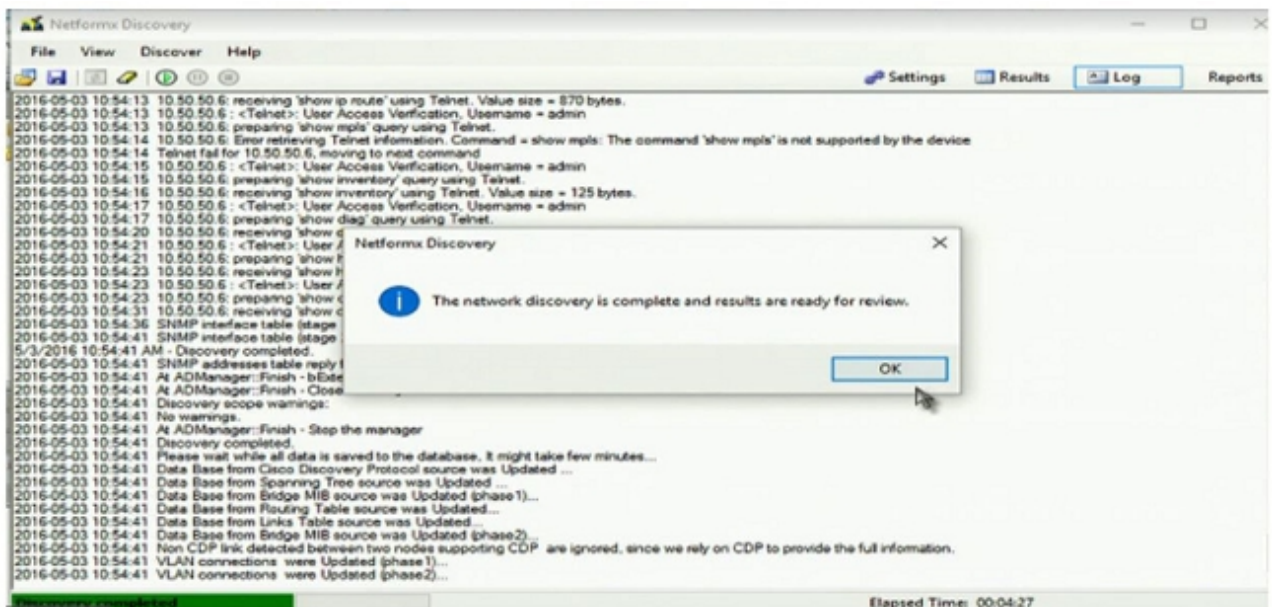 Netformx Discovery
File View Discover Help
Settings Results Log Reports
2016-05-03 10:54:13 10.50.50.6: receiving 'show ip route' using Telnet. Value size = 870 bytes.
2016-05-03 10:54:13 10.50.50.6 : <Telnet>: User Access Verification, Username = admin
2016-05-03 10:54:13 10.50.50.6: preparing 'show mpls' query using Telnet.
2016-05-03 10:54:14 10.50.50.6: Error retrieving Telnet information. Command = show mpls: The command 'show mpls' is not supported by the device
2016-05-03 10:54:14 Telnet fail for 10.50.50.6, moving to next command
2016-05-03 10:54:15 10.50.50.6 : <Telnet>: User Access Verification, Username = admin
2016-05-03 10:54:15 10.50.50.6: preparing 'show inventory' query using Telnet.
2016-05-03 10:54:16 10.50.50.6: receiving 'show inventory' using Telnet. Value size = 125 bytes.
2016-05-03 10:54:17 10.50.50.6 : <Telnet>: User Access Verification, Username = admin
2016-05-03 10:54:17 10.50.50.6: preparing 'show diag' query using Telnet.
2016-05-03 10:54:20 10.50.50.6: receiving 'show
2016-05-03 10:54:21 10.50.50.6 : <Telnet>: User
2016-05-03 10:54:21 10.50.50.6: preparing 'show
2016-05-03 10:54:23 10.50.50.6: receiving 'show
2016-05-03 10:54:23 10.50.50.6 : <Telnet>: User
2016-05-03 10:54:23 10.50.50.6: preparing 'show
2016-05-03 10:54:31 10.50.50.6: receiving 'show
2016-05-03 10:54:36 SNMP interface table (stage
2016-05-03 10:54:41 SNMP interface table (stage
5/3/2016 10:54:41 AM - Discovery completed.
2016-05-03 10:54:41 SNMP addresses table reply
2016-05-03 10:54:41 At ADManager::Finish - bExte
2016-05-03 10:54:41 At ADManager::Finish - Close
2016-05-03 10:54:41 Discovery scope warnings:
2016-05-03 10:54:41 No warnings.
2016-05-03 10:54:41 At ADManager::Finish - Stop the manager
2016-05-03 10:54:41 Discovery completed.
2016-05-03 10:54:41 Please wait while all data is saved to the database, It might take few minutes...
2016-05-03 10:54:41 Data Base from Cisco Discovery Protocol source was Updated ...
2016-05-03 10:54:41 Data Base from Spanning Tree source was Updated ...
2016-05-03 10:54:41 Data Base from Bridge MIB source was Updated (phase1)...
2016-05-03 10:54:41 Data Base from Routing Table source was Updated...
2016-05-03 10:54:41 Data Base from Links Table source was Updated...
2016-05-03 10:54:41 Data Base from Bridge MIB source was Updated (phase2)...
2016-05-03 10:54:41 Non CDP link detected between two nodes supporting CDP are ignored, since we rely on CDP to provide the full information.
2016-05-03 10:54:41 VLAN connections were Updated (phase1)...
2016-05-03 10:54:41 VLAN connections were Updated (phase2)...
Netformx Discovery
The network discovery is complete and results are ready for review.
OK
Discovery completed
Elapsed Time: 00:04:27